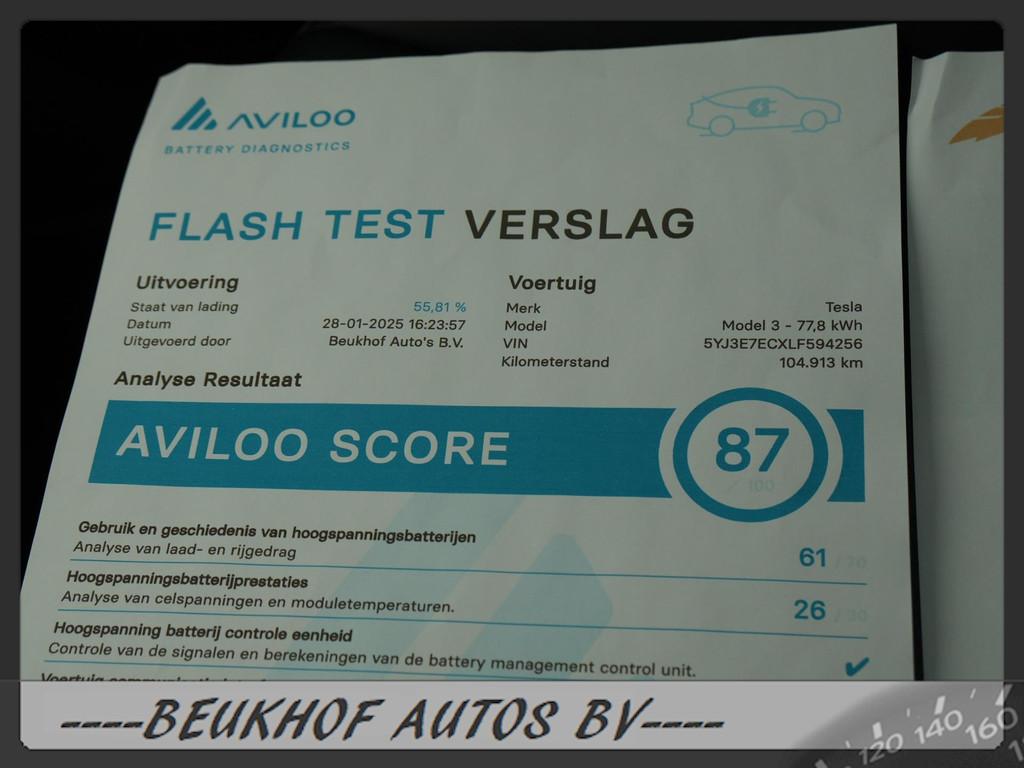 AVILOO
BATTERY DIAGNOSTICS
FLASH TEST VERSLAG
Uitvoering
Staat van lading 55,81 %
Datum 28-01-2025 16:23:57
Uitgevoerd door Beukhof Auto's B.V.
Voertuig
Merk Tesla
Model Model 3 - 77,8 kWh
VIN 5YJ3E7ECXLF594256
Kilometerstand 104.913 km
Analyse Resultaat
AVILOO SCORE 87
/ 100
Gebruik en geschiedenis van hoogspanningsbatterijen
Analyse van laad- en rijgedrag 61 / 70
Hoogspanningsbatterijprestaties
Analyse van celspanningen en moduletemperaturen. 26 / 30
Hoogspanning batterij controle eenheid
Controle van de signalen en berekeningen van de battery management control unit.
----BEUKHOF AUTOS BV----
120 140 160